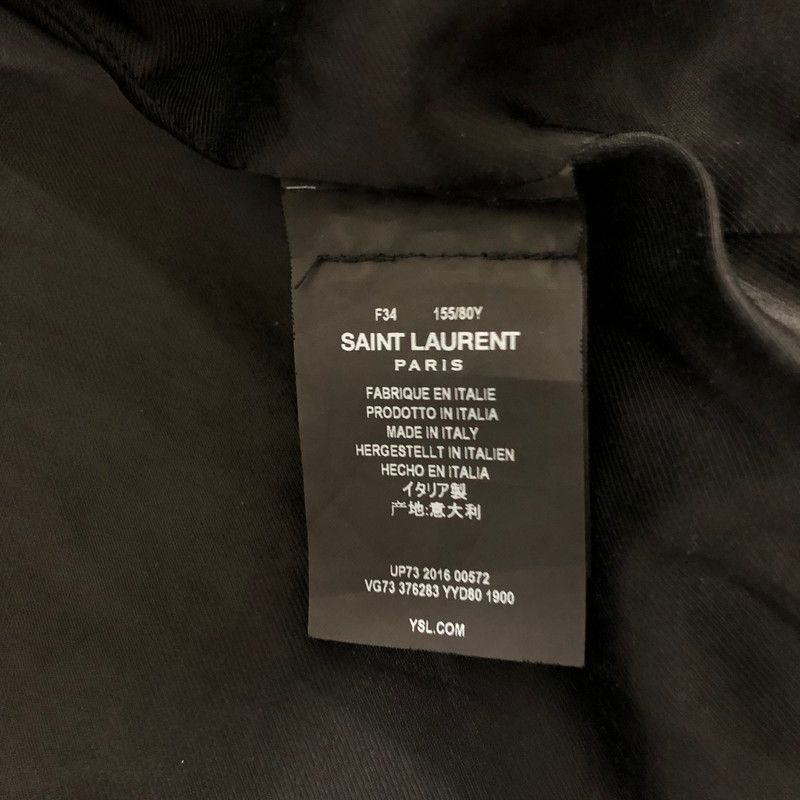 F34 155/80Y
SAINT LAURENT
PARIS
FABRIQUE EN ITALIE
PRODOTTO IN ITALIA
MADE IN ITALY
HERGESTELLT IN ITALIEN
HECHO EN ITALIA
イタリア製
产地:意大利
UP73 2016 00572
VG73 376283 YYD80 1900
YSL.COM